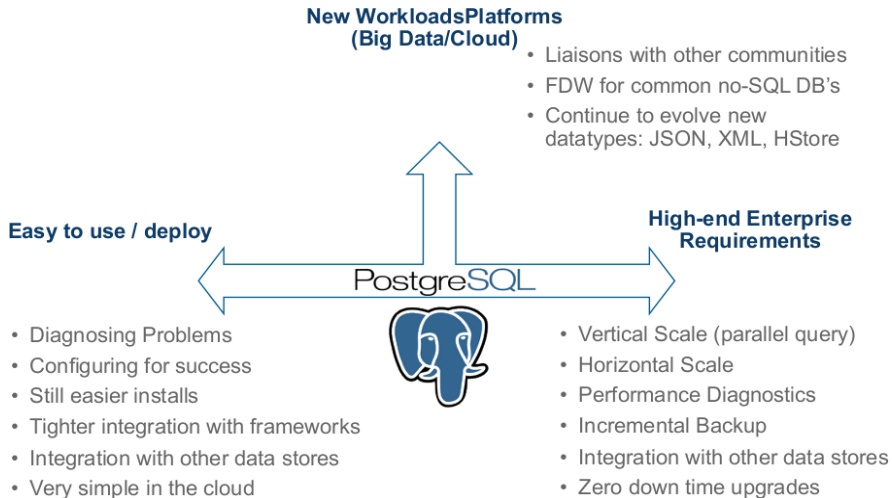 New WorkloadsPlatforms
(Big Data/Cloud)
• Liaisons with other communities
• FDW for common no-SQL DB's
• Continue to evolve new
datatypes: JSON, XML, HStore
Easy to use / deploy
High-end Enterprise
Requirements
PostgreSQL
• Diagnosing Problems
• Configuring for success
• Still easier installs
• Tighter integration with frameworks
• Integration with other data stores
• Very simple in the cloud
• Vertical Scale (parallel query)
• Horizontal Scale
• Performance Diagnostics
• Incremental Backup
• Integration with other data stores
• Zero down time upgrades